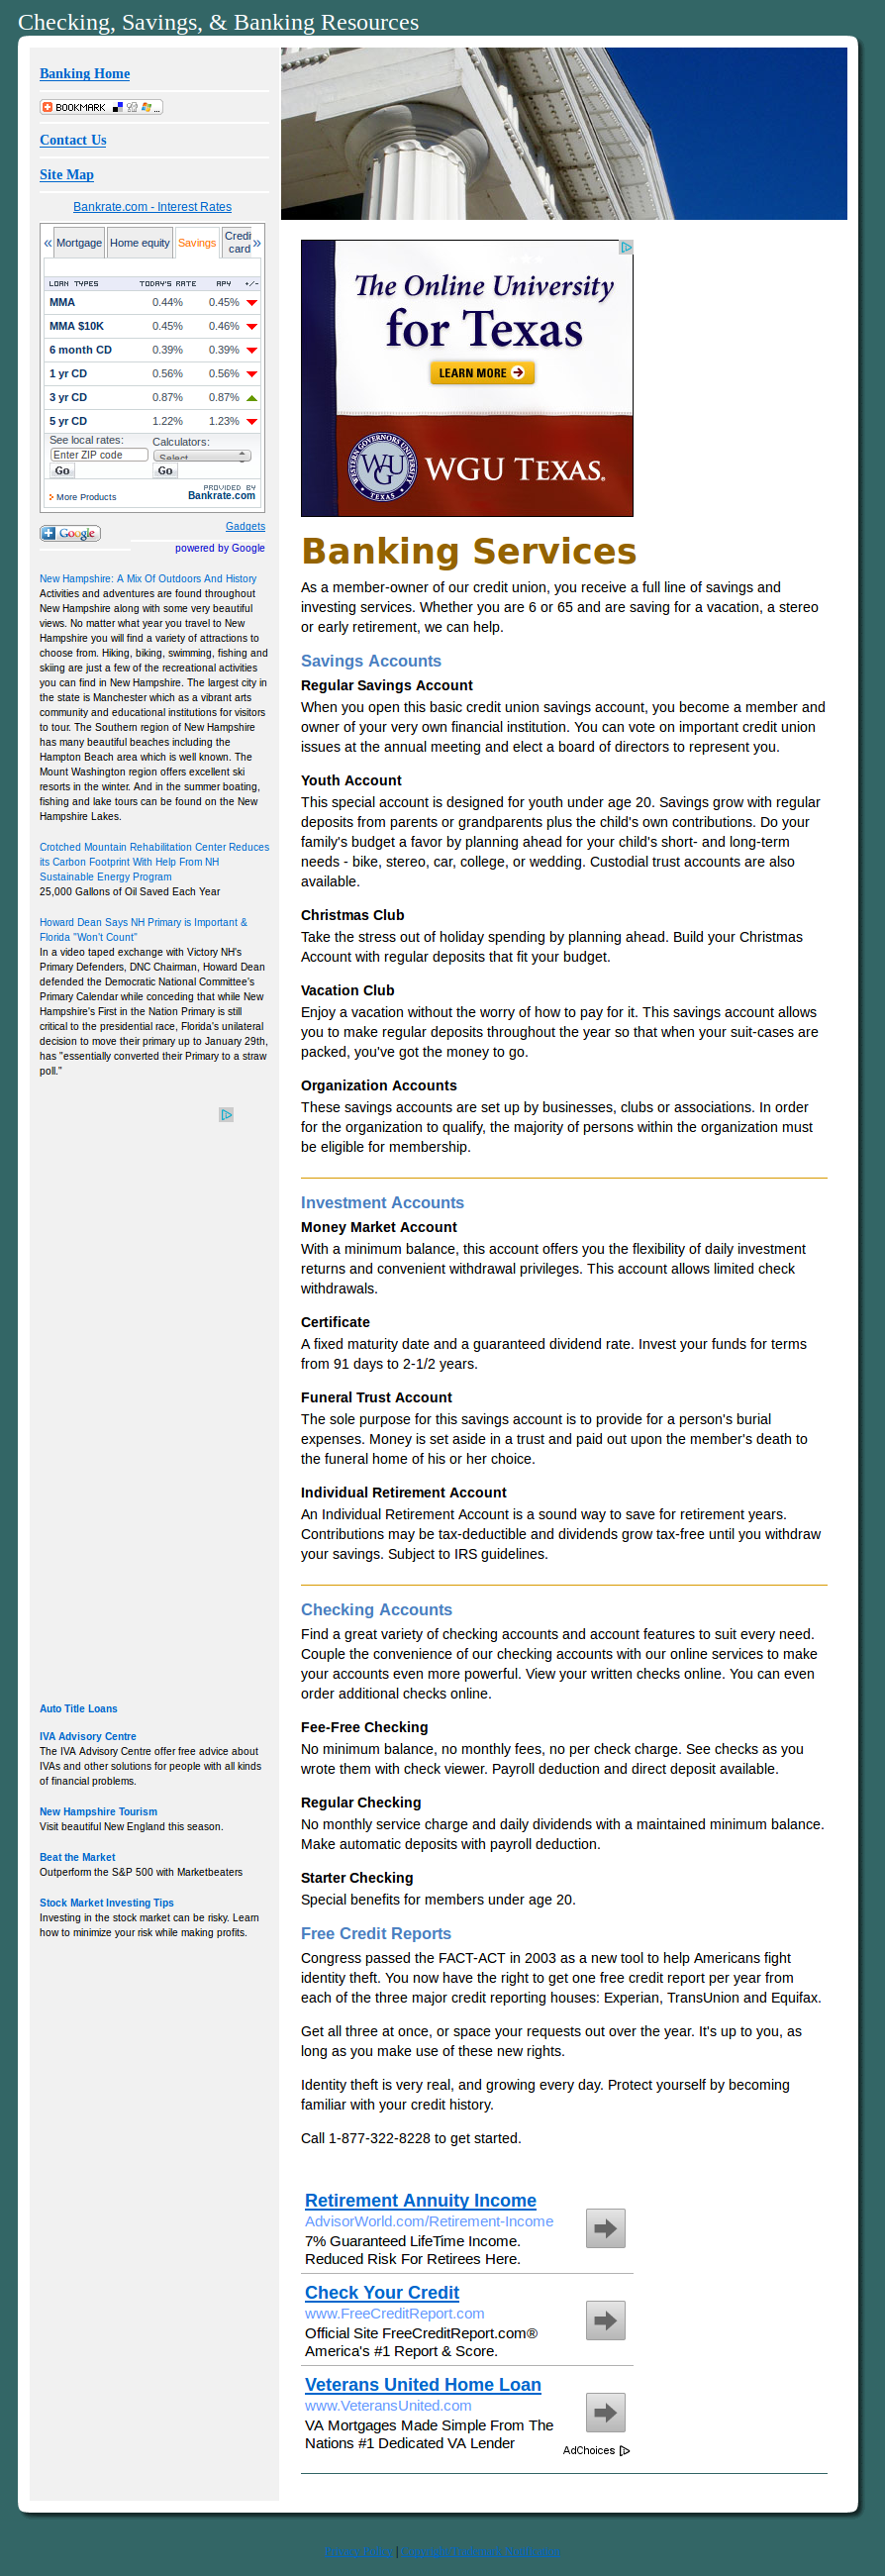 Checking, Savings, & Banking Resources
Banking Home
BOOKMARK
Contact Us
Site Map
Bankrate.com - Interest Rates
« Mortgage Home equity Savings Credi card »
LOAN TYPES TODAY'S RATE APY +/-
MMA 0.44% 0.45%
MMA $10K 0.45% 0.46%
6 month CD 0.39% 0.39%
1 yr CD 0.56% 0.56%
3 yr CD 0.87% 0.87%
5 yr CD 1.22% 1.23%
See local rates: Calculators:
Enter ZIP code Select
Go Go
More Products PROVIDED BY Bankrate.com
Google Gadgets
powered by Google
New Hampshire: A Mix Of Outdoors And History
Activities and adventures are found throughout
New Hampshire along with some very beautiful
views. No matter what year you travel to New
Hampshire you will find a variety of attractions to
choose from. Hiking, biking, swimming, fishing and
skiing are just a few of the recreational activities
you can find in New Hampshire. The largest city in
the state is Manchester which as a vibrant arts
community and educational institutions for visitors
to tour. The Southern region of New Hampshire
has many beautiful beaches including the
Hampton Beach area which is well known. The
Mount Washington region offers excellent ski
resorts in the winter. And in the summer boating,
fishing and lake tours can be found on the New
Hampshire Lakes.
Crotched Mountain Rehabilitation Center Reduces
its Carbon Footprint With Help From NH
Sustainable Energy Program
25,000 Gallons of Oil Saved Each Year
Howard Dean Says NH Primary is Important &
Florida "Won't Count"
In a video taped exchange with Victory NH's
Primary Defenders, DNC Chairman, Howard Dean
defended the Democratic National Committee's
Primary Calendar while conceding that while New
Hampshire's First in the Nation Primary is still
critical to the presidential race, Florida's unilateral
decision to move their primary up to January 29th,
has "essentially converted their Primary to a straw
poll."
Auto Title Loans
IVA Advisory Centre
The IVA Advisory Centre offer free advice about
IVAs and other solutions for people with all kinds
of financial problems.
New Hampshire Tourism
Visit beautiful New England this season.
Beat the Market
Outperform the S&P 500 with Marketbeaters
Stock Market Investing Tips
Investing in the stock market can be risky. Learn
how to minimize your risk while making profits.
The Online University
for Texas
LEARN MORE
WGU
WESTERN GOVERNORS UNIVERSITY
TEXAS
WGU TEXAS.
Banking Services
As a member-owner of our credit union, you receive a full line of savings and
investing services. Whether you are 6 or 65 and are saving for a vacation, a stereo
or early retirement, we can help.
Savings Accounts
Regular Savings Account
When you open this basic credit union savings account, you become a member and
owner of your very own financial institution. You can vote on important credit union
issues at the annual meeting and elect a board of directors to represent you.
Youth Account
This special account is designed for youth under age 20. Savings grow with regular
deposits from parents or grandparents plus the child's own contributions. Do your
family's budget a favor by planning ahead for your child's short- and long-term
needs - bike, stereo, car, college, or wedding. Custodial trust accounts are also
available.
Christmas Club
Take the stress out of holiday spending by planning ahead. Build your Christmas
Account with regular deposits that fit your budget.
Vacation Club
Enjoy a vacation without the worry of how to pay for it. This savings account allows
you to make regular deposits throughout the year so that when your suit-cases are
packed, you've got the money to go.
Organization Accounts
These savings accounts are set up by businesses, clubs or associations. In order
for the organization to qualify, the majority of persons within the organization must
be eligible for membership.
Investment Accounts
Money Market Account
With a minimum balance, this account offers you the flexibility of daily investment
returns and convenient withdrawal privileges. This account allows limited check
withdrawals.
Certificate
A fixed maturity date and a guaranteed dividend rate. Invest your funds for terms
from 91 days to 2-1/2 years.
Funeral Trust Account
The sole purpose for this savings account is to provide for a person's burial
expenses. Money is set aside in a trust and paid out upon the member's death to
the funeral home of his or her choice.
Individual Retirement Account
An Individual Retirement Account is a sound way to save for retirement years.
Contributions may be tax-deductible and dividends grow tax-free until you withdraw
your savings. Subject to IRS guidelines.
Checking Accounts
Find a great variety of checking accounts and account features to suit every need.
Couple the convenience of our checking accounts with our online services to make
your accounts even more powerful. View your written checks online. You can even
order additional checks online.
Fee-Free Checking
No minimum balance, no monthly fees, no per check charge. See checks as you
wrote them with check viewer. Payroll deduction and direct deposit available.
Regular Checking
No monthly service charge and daily dividends with a maintained minimum balance.
Make automatic deposits with payroll deduction.
Starter Checking
Special benefits for members under age 20.
Free Credit Reports
Congress passed the FACT-ACT in 2003 as a new tool to help Americans fight
identity theft. You now have the right to get one free credit report per year from
each of the three major credit reporting houses: Experian, TransUnion and Equifax.
Get all three at once, or space your requests out over the year. It's up to you, as
long as you make use of these new rights.
Identity theft is very real, and growing every day. Protect yourself by becoming
familiar with your credit history.
Call 1-877-322-8228 to get started.
Retirement Annuity Income
AdvisorWorld.com/Retirement-Income
7% Guaranteed LifeTime Income.
Reduced Risk For Retirees Here.
Check Your Credit
www.FreeCreditReport.com
Official Site FreeCreditReport.com®
America's #1 Report & Score.
Veterans United Home Loan
www.VeteransUnited.com
VA Mortgages Made Simple From The
Nations #1 Dedicated VA Lender
AdChoices
Privacy Policy |